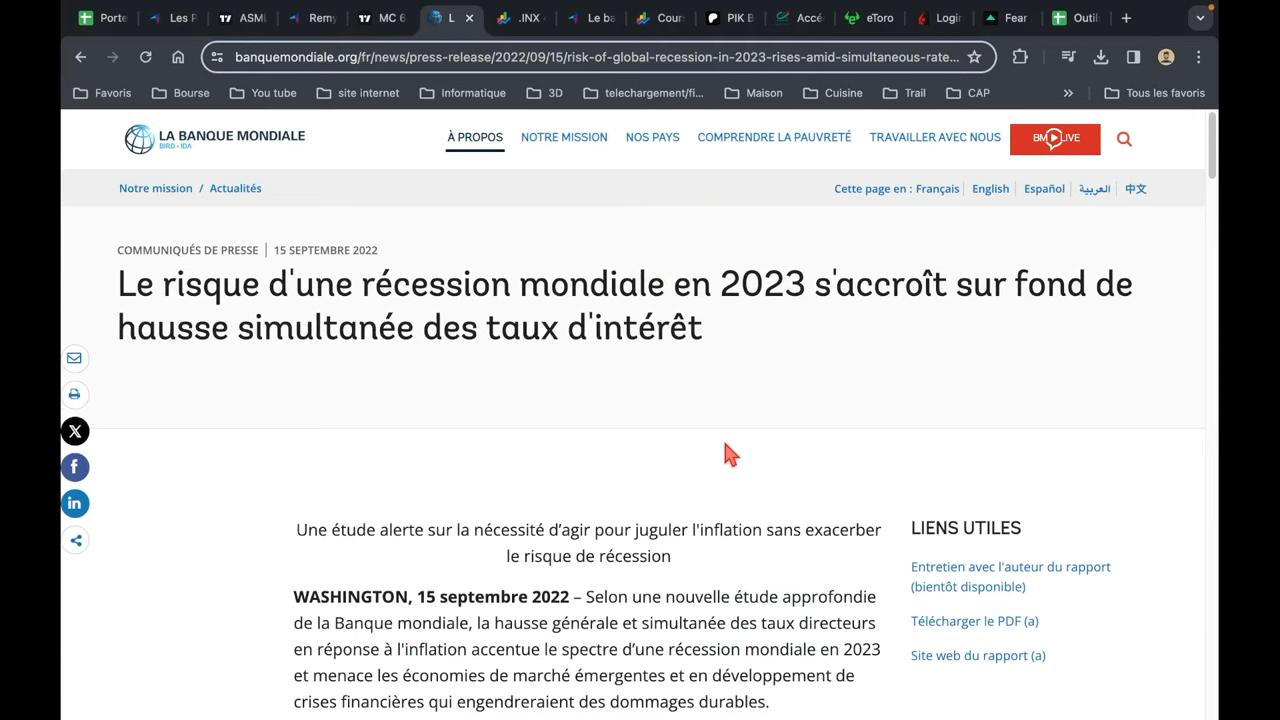 Porte
Les P
ASML
Remy
MC 6
L
.INX
Le ba
Cour
PIK B
Accé
eToro
Login
Fear
Outil
banquemondiale.org/fr/news/press-release/2022/09/15/risk-of-global-recession-in-2023-rises-amid-simultaneous-rate...
Favoris
Bourse
You tube
site internet
Informatique
3D
telechargement/fi...
Maison
Cuisine
Trail
CAP
Tous les favoris
LA BANQUE MONDIALE
BIRD • IDA
À PROPOS
NOTRE MISSION
NOS PAYS
COMPRENDRE LA PAUVRETÉ
TRAVAILLER AVEC NOUS
BM LIVE
Notre mission / Actualités
Cette page en : Français English Español العربية 中文
COMMUNIQUÉS DE PRESSE | 15 SEPTEMBRE 2022
Le risque d'une récession mondiale en 2023 s'accroît sur fond de
hausse simultanée des taux d'intérêt
Une étude alerte sur la nécessité d’agir pour juguler l'inflation sans exacerber
le risque de récession
WASHINGTON, 15 septembre 2022 – Selon une nouvelle étude approfondie
de la Banque mondiale, la hausse générale et simultanée des taux directeurs
en réponse à l'inflation accentue le spectre d’une récession mondiale en 2023
et menace les économies de marché émergentes et en développement de
crises financières qui engendreraient des dommages durables.
LIENS UTILES
Entretien avec l'auteur du rapport
(bientôt disponible)
Télécharger le PDF (a)
Site web du rapport (a)